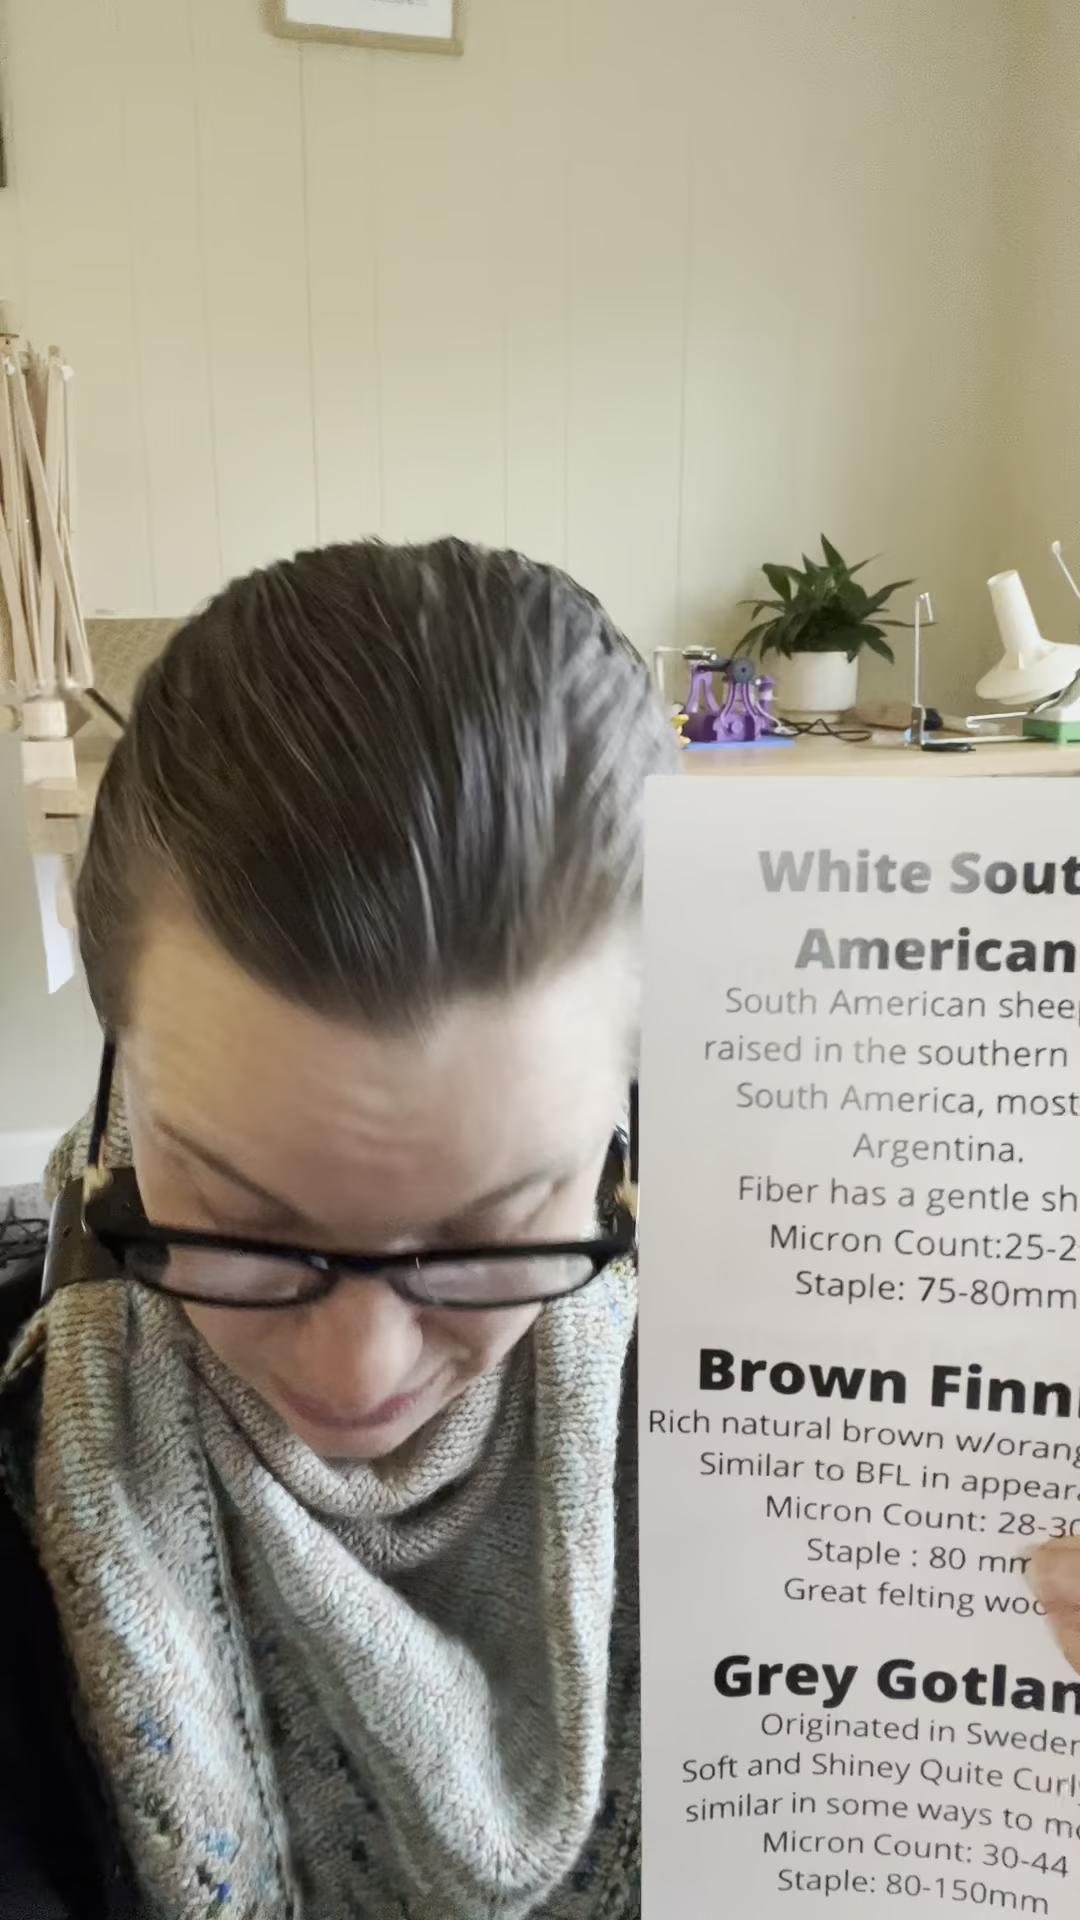 White Sout
American
South American shee
raised in the southern
South America, most
Argentina.
Fiber has a gentle sh
Micron Count:25-2
Staple: 75-80mm
Brown Finn
Rich natural brown w/orang
Similar to BFL in appear
Micron Count: 28-30
Staple : 80 mm
Great felting woo
Grey Gotlan
Originated in Sweden
Soft and Shiney Quite Curl
similar in some ways to mo
Micron Count: 30-44
Staple: 80-150mm